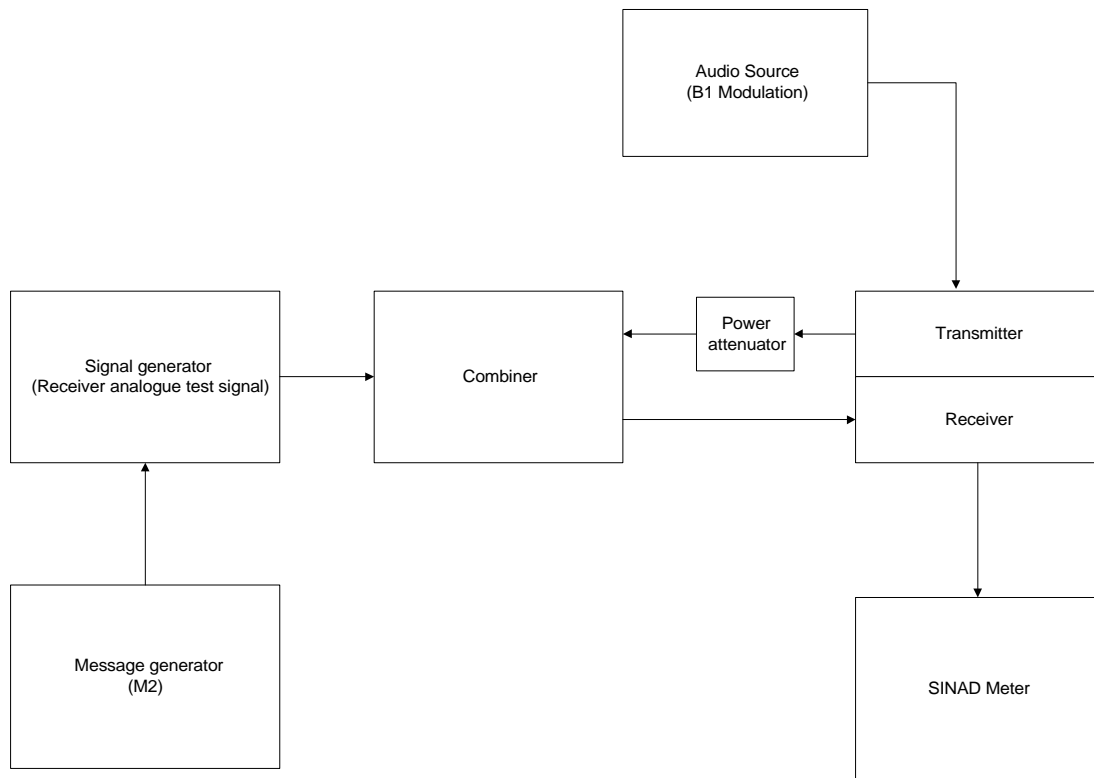 Audio Source
(B1 Modulation)
Signal generator
(Receiver analogue test signal)
Combiner
Power
attenuator
Transmitter
Receiver
Message generator
(M2)
SINAD Meter